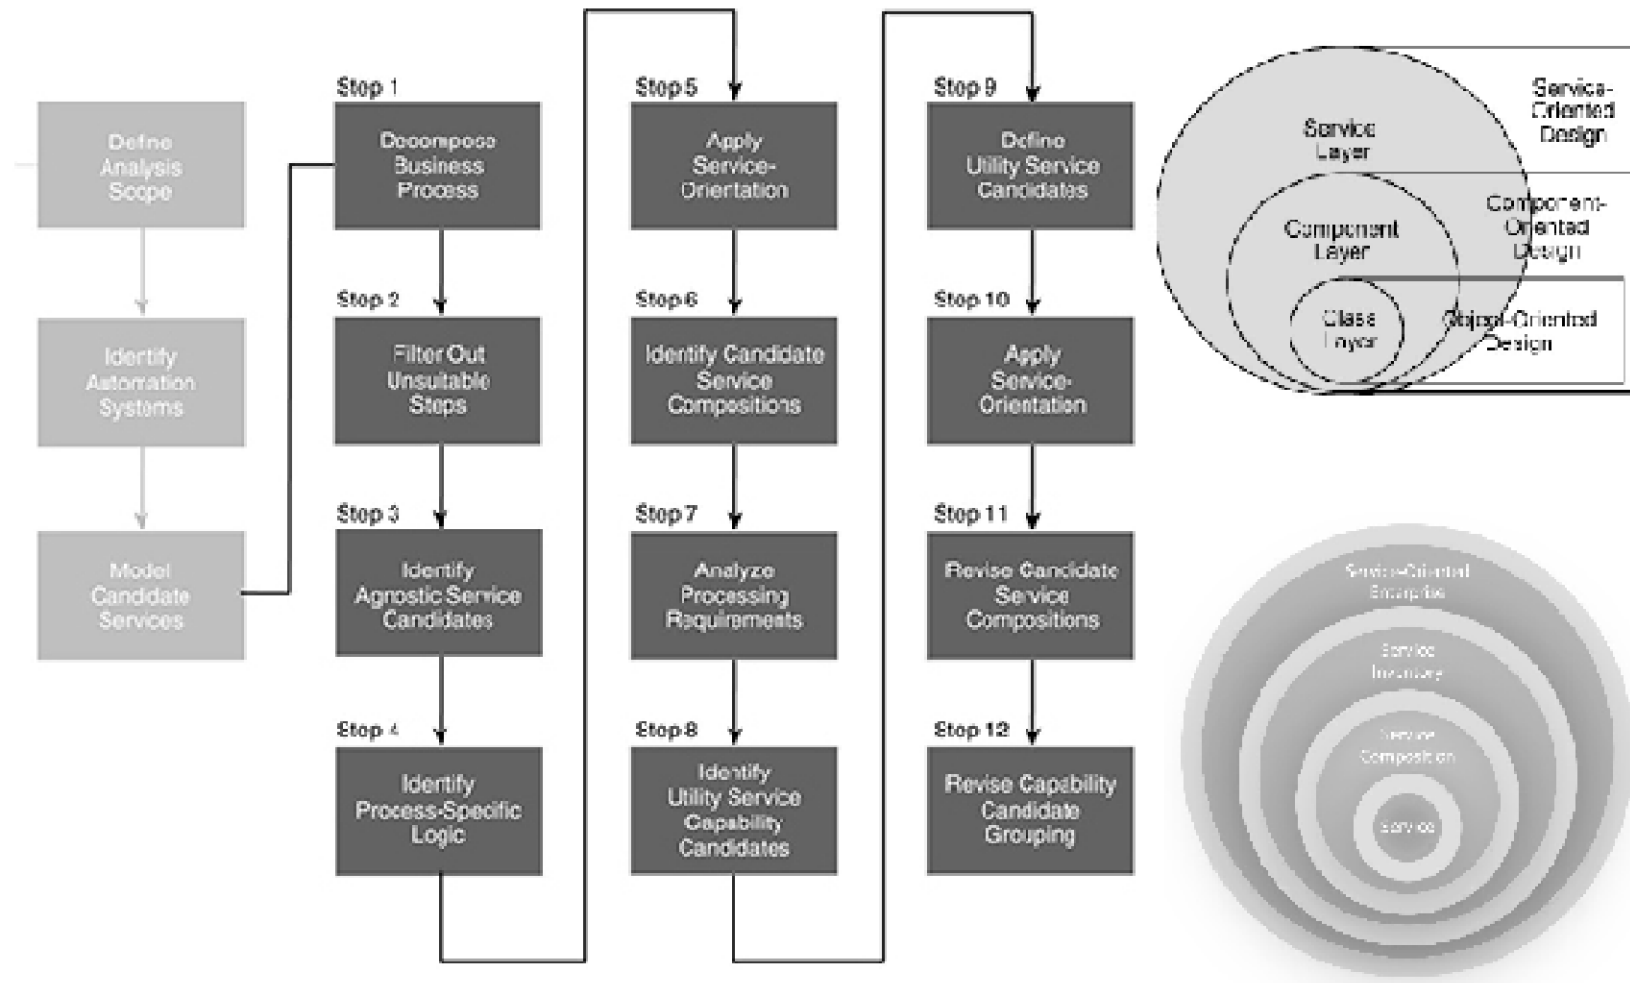 Define
Analysis
Scope
Identify
Automation
Systems
Model
Candidate
Services
Step 1
Decompose
Business
Process
Step 2
Filter Out
Unsuitable
Steps
Step 3
Identify
Agnostic Service
Candidates
Step 4
Identify
Process-Specific
Logic
Step 5
Apply
Service-
Orientation
Step 6
Identify Candidate
Service
Compositions
Step 7
Analyze
Processing
Requirements
Step 8
Identify
Utility Service
Capability
Candidates
Step 9
Define
Utility Service
Candidates
Step 10
Apply
Service-
Orientation
Step 11
Revise Candidate
Service
Compositions
Step 12
Revise Capability
Candidate
Grouping
Service
Layer
Component
Layer
Class
Layer
Service-
Oriented
Design
Component-
Oriented
Design
Object-Oriented
Design
Service-Oriented
Enterprise
Service
Inventory
Service
Composition
Service